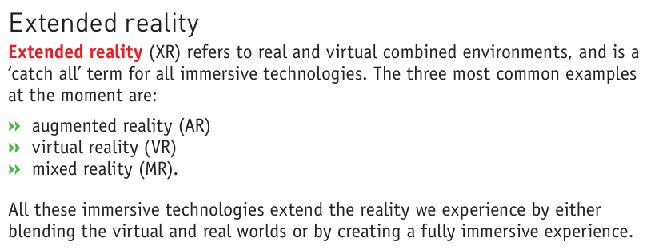 Extended reality
Extended reality (XR) refers to real and virtual combined environments, and is a
‘catch all’ term for all immersive technologies. The three most common examples
at the moment are:
» augmented reality (AR)
» virtual reality (VR)
» mixed reality (MR).
All these immersive technologies extend the reality we experience by either
blending the virtual and real worlds or by creating a fully immersive experience.